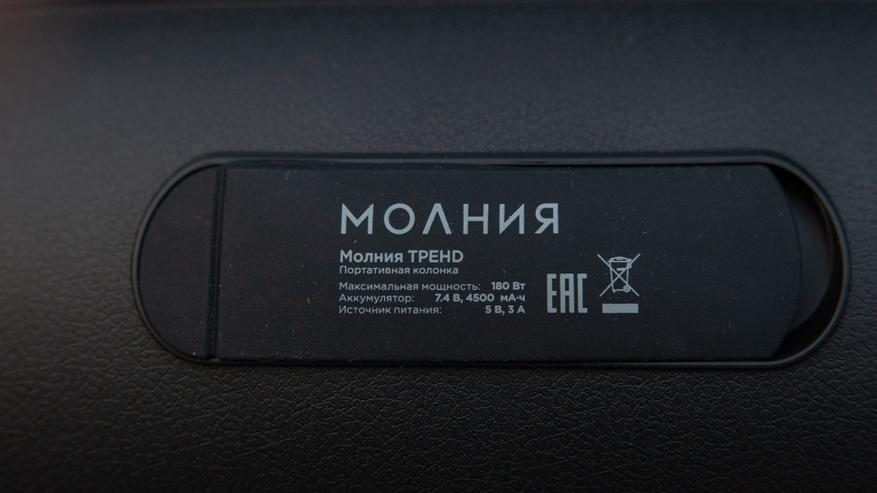 МОЛНИЯ
Молния ТРЕНD
Портативная колонка
Максимальная мощность: 180 Вт
Аккумулятор: 7.4 В, 4500 мА·ч
Источник питания: 5 В, 3 А
EAC